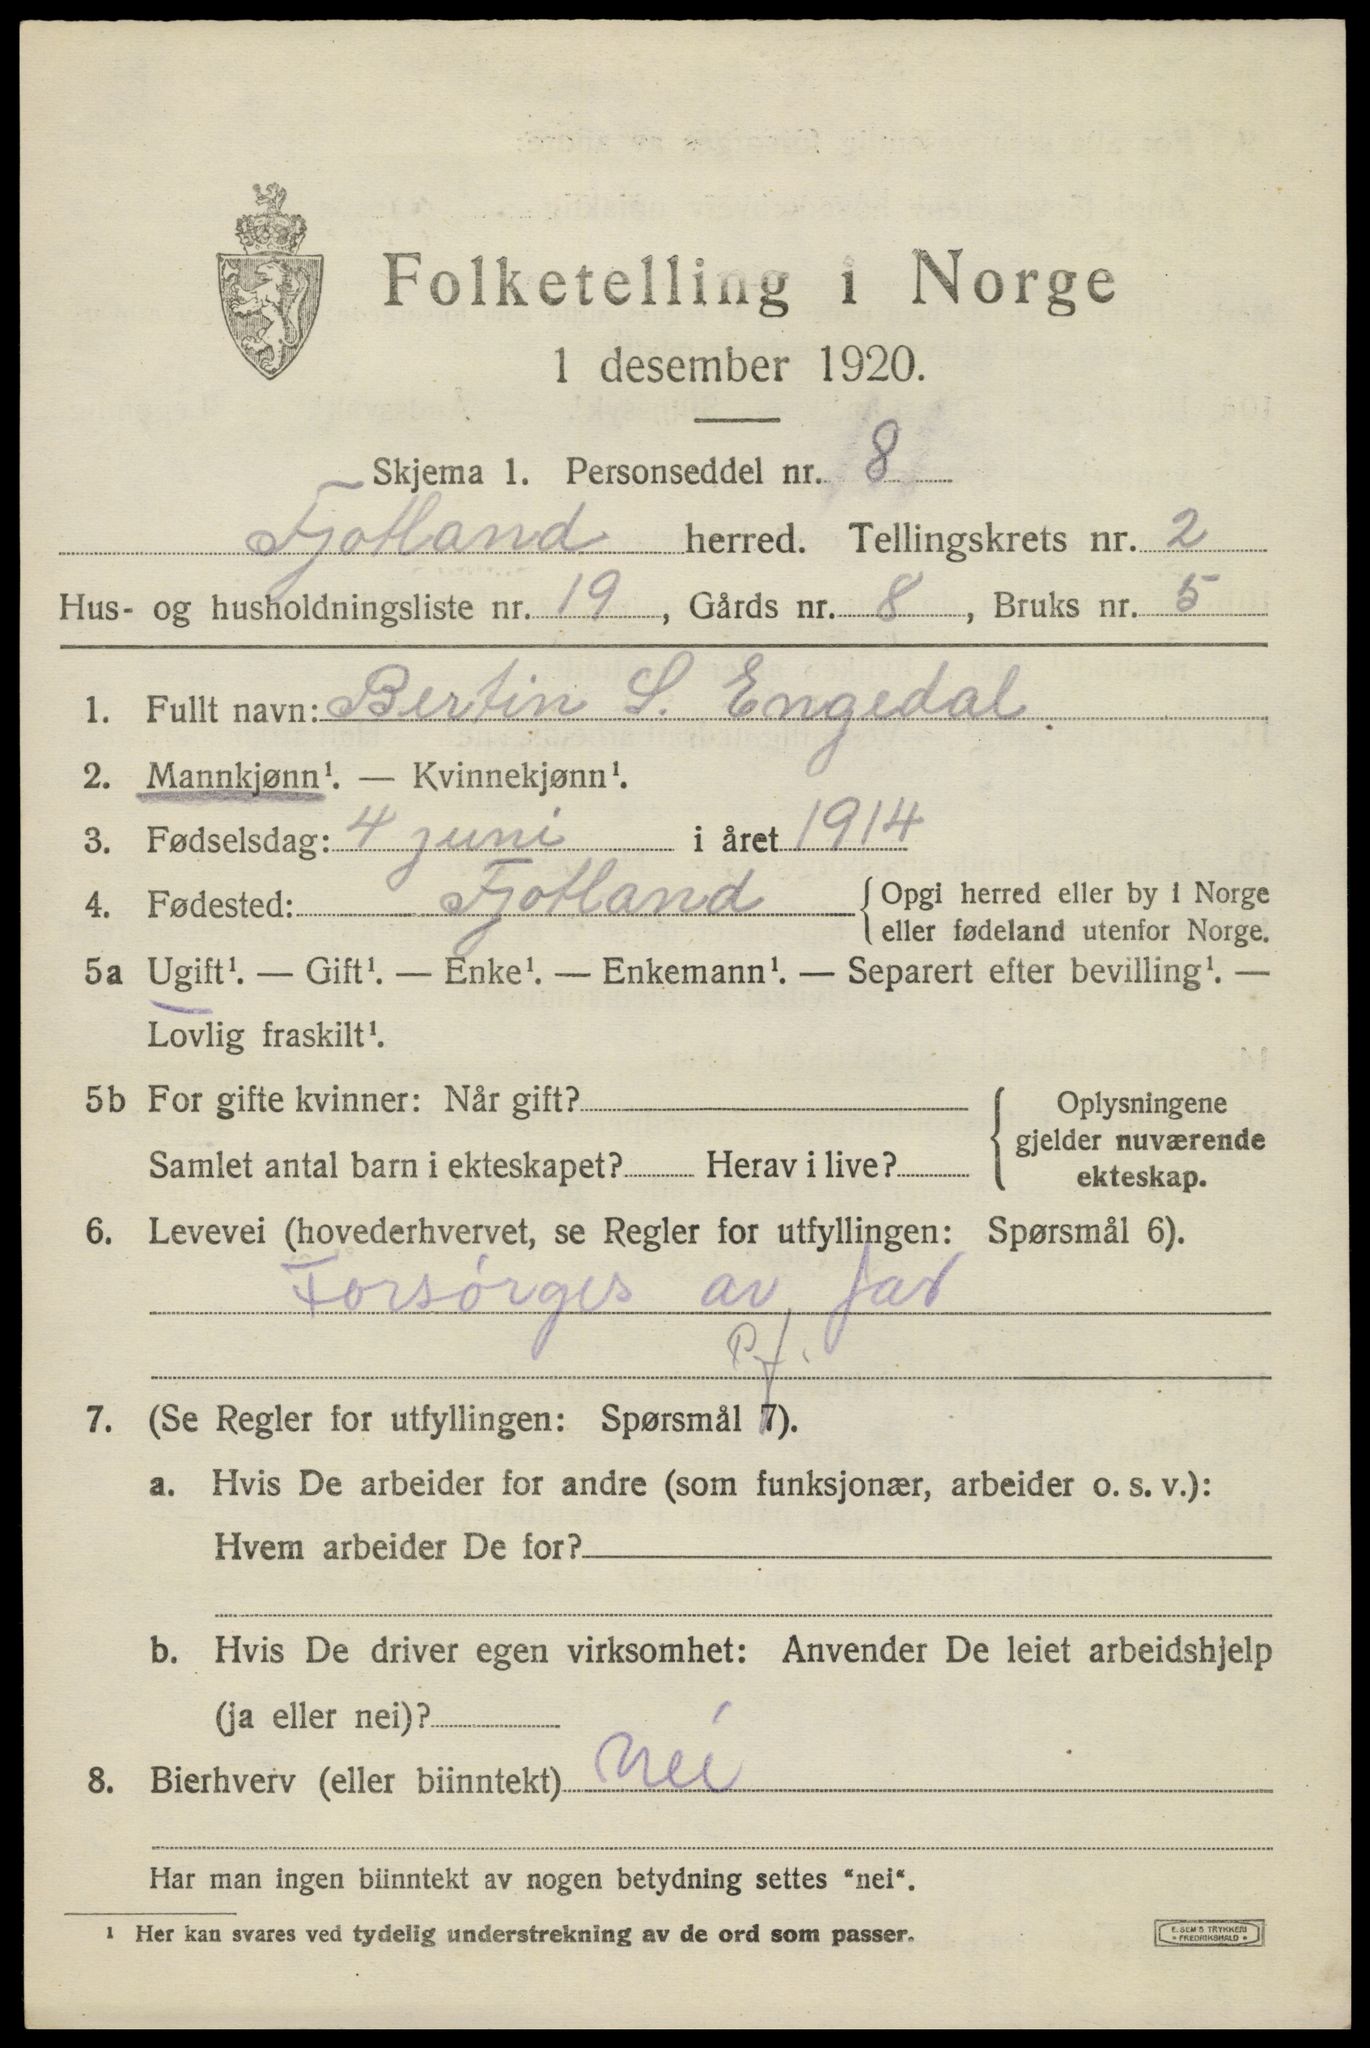 Folketelling i Norge
1 desember 1920.
Skjema 1. Personseddel nr. 8
Fjotland herred. Tellingskrets nr. 2
Hus- og husholdningsliste nr. 19, Gårds nr. 8, Bruks nr. 5
1. Fullt navn: Bertin S. Engedal
2. Mannkjønn¹. — Kvinnekjønn¹.
3. Fødselsdag: 4 juni i året 1914
4. Fødested: Fjotland {Opgi herred eller by i Norge
eller fødeland utenfor Norge.
5a Ugift¹. — Gift¹. — Enke¹. — Enkemann¹. — Separert efter bevilling¹. —
Lovlig fraskilt¹.
5b For gifte kvinner: Når gift? { Oplysningene
gjelder nuværende
Samlet antal barn i ekteskapet? Herav i live? ekteskap.
6. Levevei (hovederhvervet, se Regler for utfyllingen: Spørsmål 6).
Forsørges av far
Pf.
7. (Se Regler for utfyllingen: Spørsmål 7).
a. Hvis De arbeider for andre (som funksjonær, arbeider o. s. v.):
Hvem arbeider De for?
b. Hvis De driver egen virksomhet: Anvender De leiet arbeidshjelp
(ja eller nei)?
8. Bierhverv (eller biinntekt) Nei
Har man ingen biinntekt av nogen betydning settes "nei".
¹ Her kan svares ved tydelig understrekning av de ord som passer.
E. SEM'S TRYKKERI
* FREDRIKSHALD *